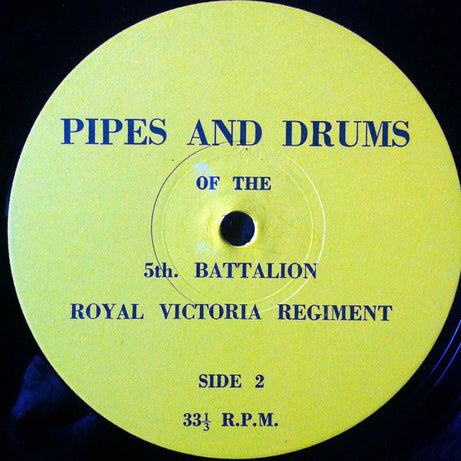 PIPES AND DRUMS
OF THE
5th. BATTALION
ROYAL VICTORIA REGIMENT
SIDE 2
33⅓ R.P.M.